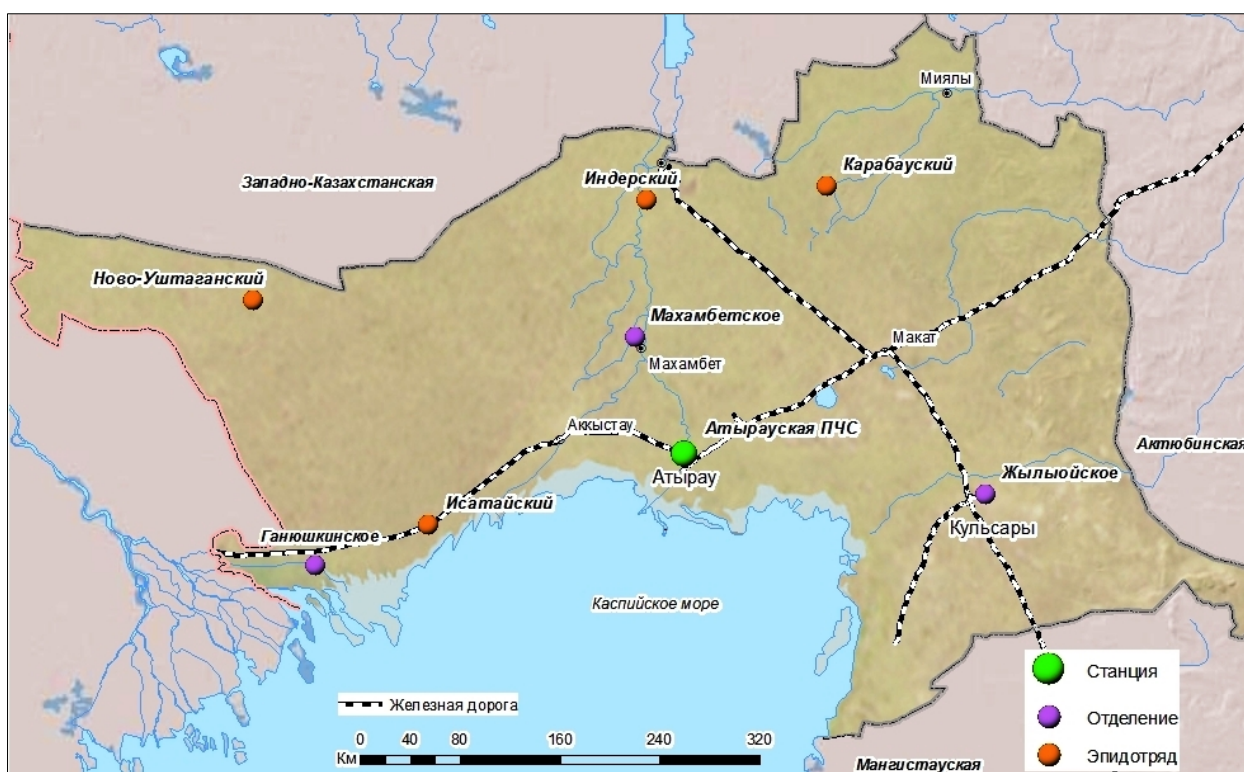 Миялы
Карабауский
Индерский
Западно-Казахстанская
Ново-Уштаганский
Махамбетское
Макат
Махамбет
Аккыстау
Атырауская ПЧС
Актюбинская
Атырау
Жылыойское
Исатайский
Кульсары
Ганюшкинское
Каспийское море
Станция
Железная дорога
Отделение
Км 0 40 80 160 240 320
Эпидотряд
Мангистауская